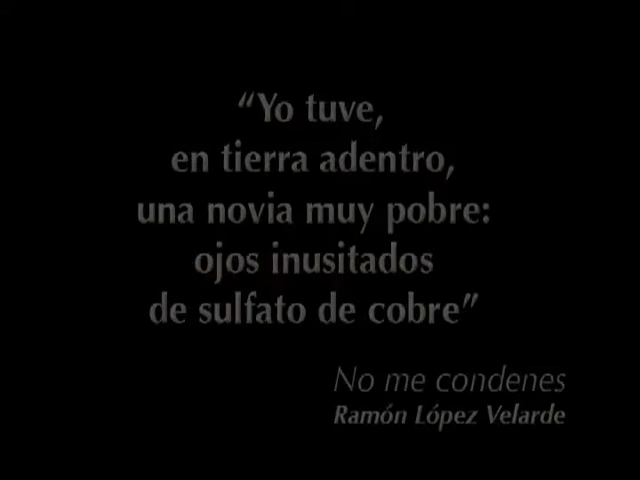 “Yo tuve,
en tierra adentro,
una novia muy pobre:
ojos inusitados
de sulfato de cobre”
No me condenes
Ramón López Velarde